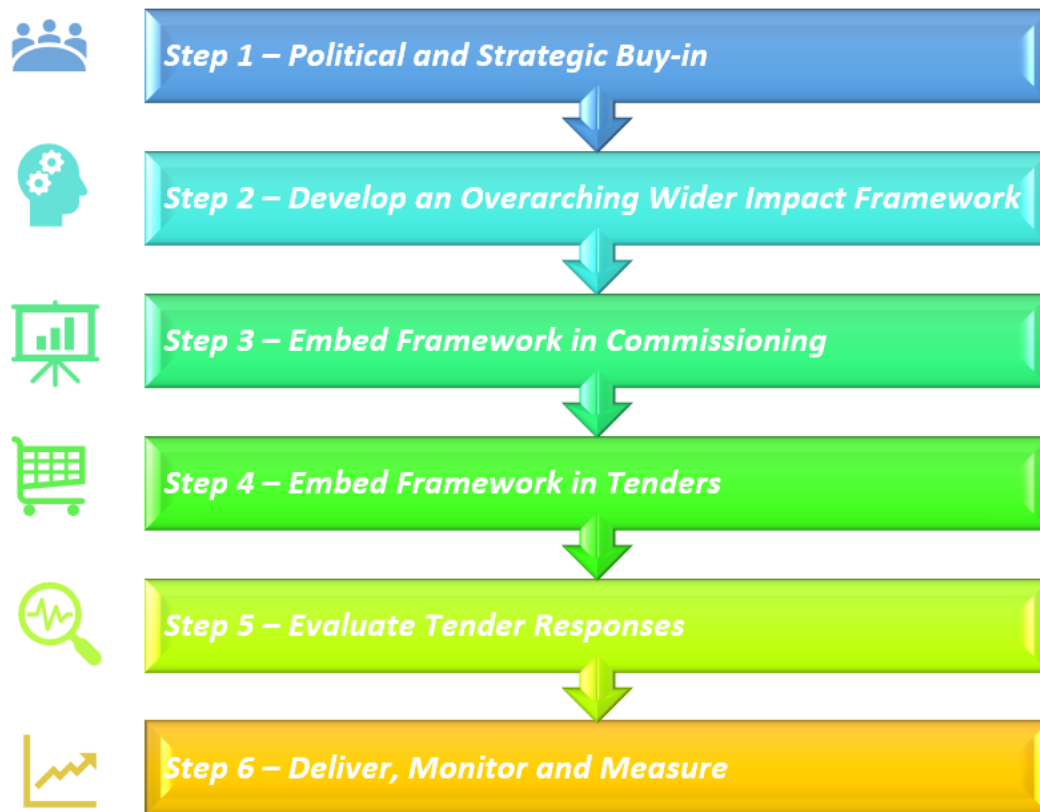 Step 1 – Political and Strategic Buy-in
Step 2 – Develop an Overarching Wider Impact Framework
Step 3 – Embed Framework in Commissioning
Step 4 – Embed Framework in Tenders
Step 5 – Evaluate Tender Responses
Step 6 – Deliver, Monitor and Measure